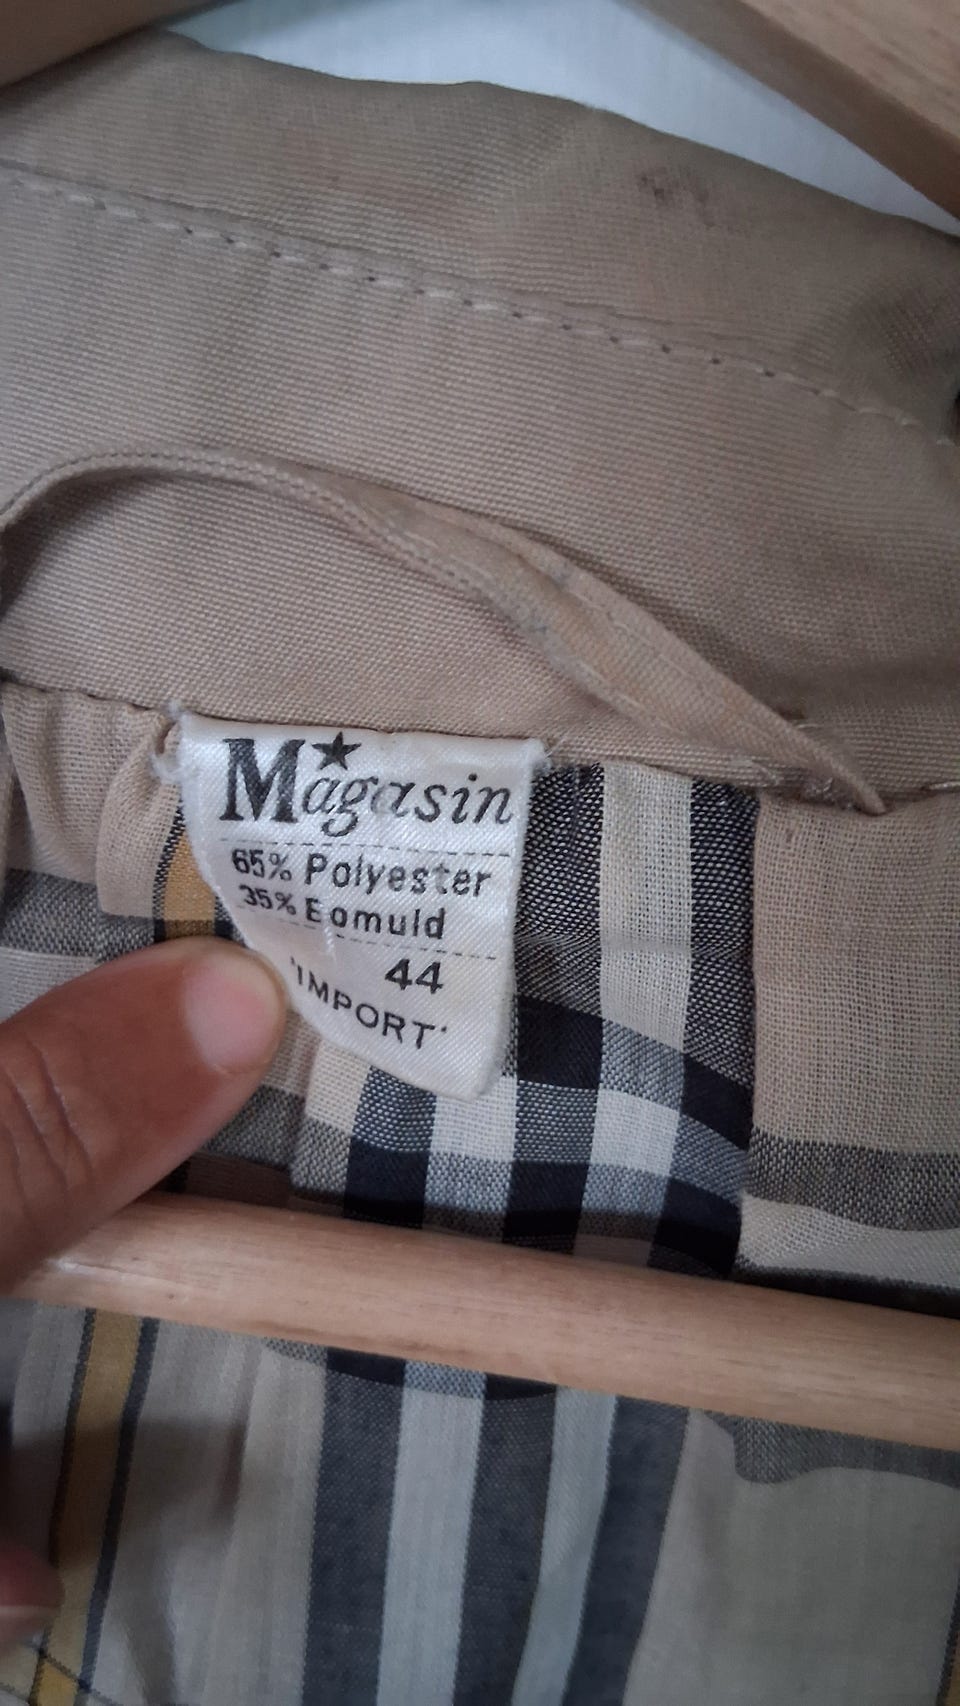 Magasin
65% Polyester
35% Bomuld
44
'IMPORT'